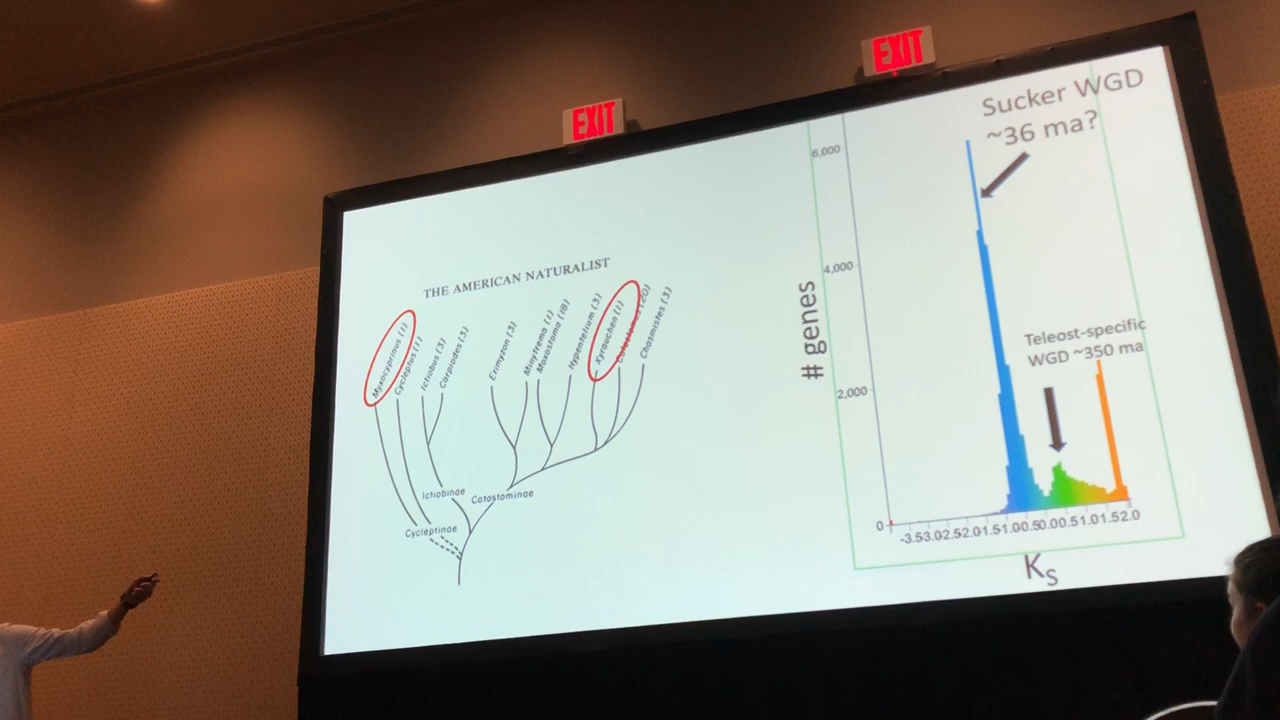 EXIT
EXIT
THE AMERICAN NATURALIST
Myxocyprinus (1)
Cycleptus (1)
Ictiobus (3)
Carpiodes (3)
Erimyzon (3)
Minytrema (1)
Moxostoma (18)
Hypentelium (3)
Xyrauchen (1)
Catostomus (20)
Chasmistes (3)
Ictiobinae
Catostominae
Cycleptinae
Sucker WGD
~36 ma?
Teleost-specific
WGD ~350 ma
# genes
6,000
4,000
2,000
0
-3.53.02.52.01.51.00.50.00.51.01.52.0
KS